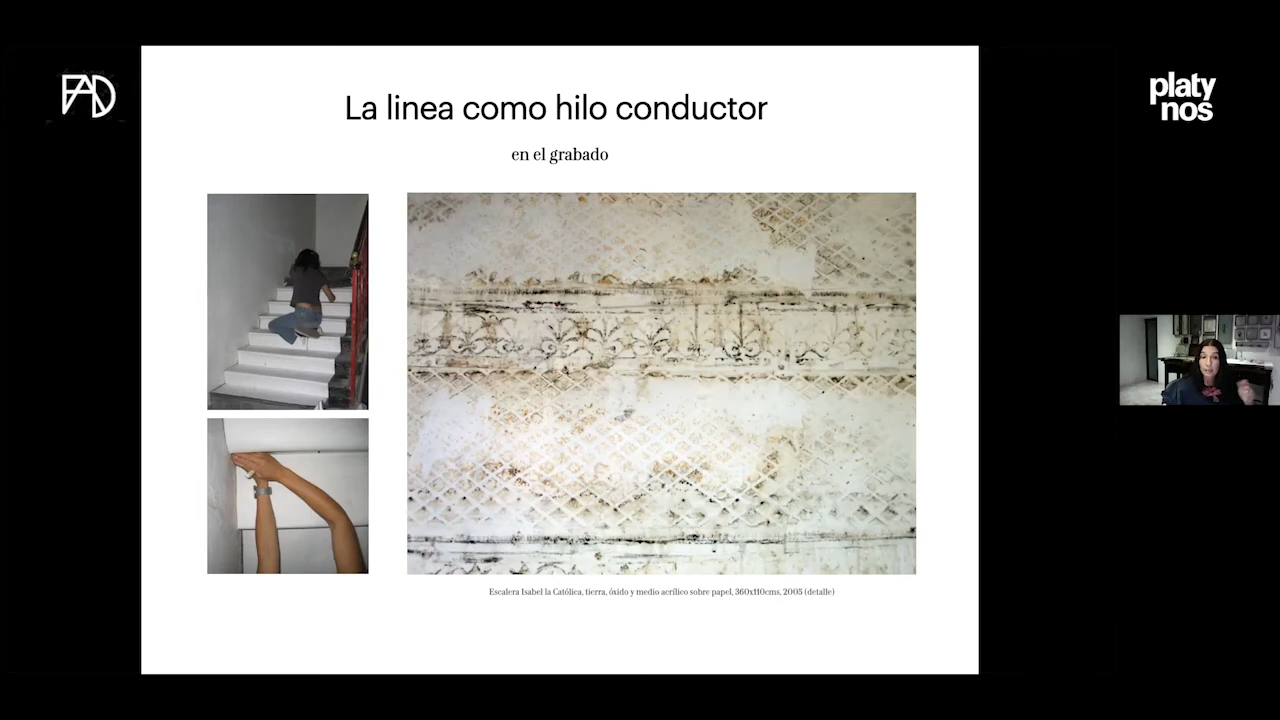 FAD
platy
nos
La linea como hilo conductor
en el grabado
Escalera Isabel la Católica, tierra, óxido y medio acrílico sobre papel, 360x110cms, 2005 (detalle)